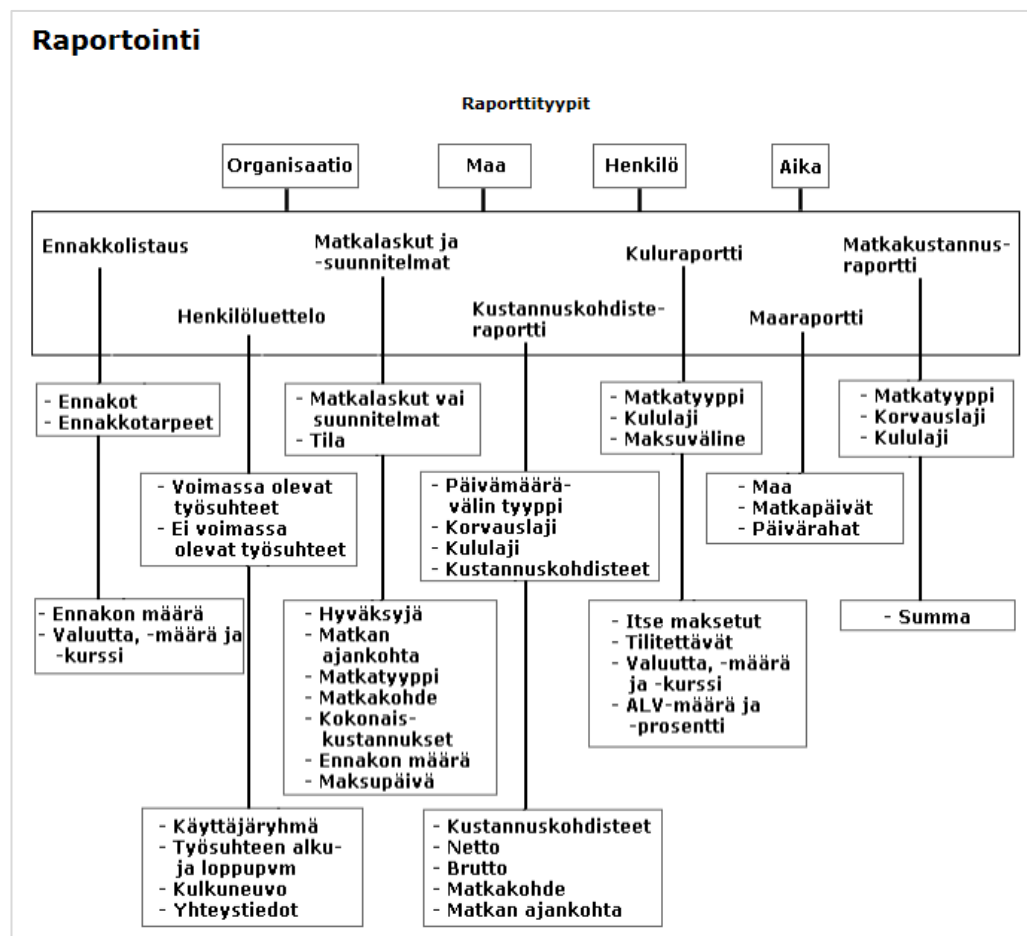 Raportointi
Raporttityypit
Organisaatio
Maa
Henkilö
Aika
Ennakkolistaus
Matkalaskut ja
-suunnitelmat
Kuluraportti
Matkakustannus-
raportti
Henkilöluettelo
Kustannuskohdiste-
raportti
Maaraportti
- Ennakot
- Ennakkotarpeet
- Matkalaskut vai
suunnitelmat
- Tila
- Matkatyyppi
- Kululaji
- Maksuväline
- Matkatyyppi
- Korvauslaji
- Kululaji
- Voimassa olevat
työsuhteet
- Ei voimassa
olevat työsuhteet
- Päivämäärä-
välin tyyppi
- Korvauslaji
- Kululaji
- Kustannuskohdisteet
- Maa
- Matkapäivät
- Päivärahat
- Ennakon määrä
- Valuutta, -määrä ja
-kurssi
- Hyväksyjä
- Matkan
ajankohta
- Matkatyyppi
- Matkakohde
- Kokonais-
kustannukset
- Ennakon määrä
- Maksupäivä
- Itse maksetut
- Tilitettävät
- Valuutta, -määrä
ja -kurssi
- ALV-määrä ja
-prosentti
- Summa
- Käyttäjäryhmä
- Työsuhteen alku-
ja loppupvm
- Kulkuneuvo
- Yhteystiedot
- Kustannuskohdisteet
- Netto
- Brutto
- Matkakohde
- Matkan ajankohta